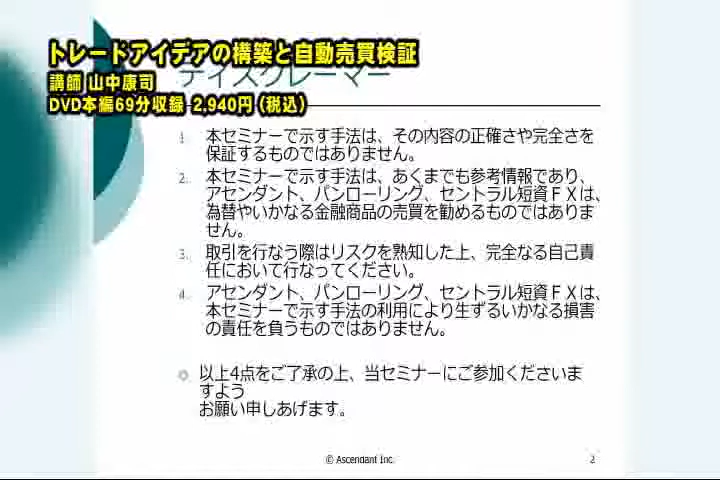 トレードアイデアの構築と自動売買検証
講師 山中康司
DVD本編69分収録 2,940円（税込）
ディスクレーマー
1. 本セミナーで示す手法は、その内容の正確さや完全さを
保証するものではありません。
2. 本セミナーで示す手法は、あくまでも参考情報であり、
アセンダント、パンローリング、セントラル短資ＦＸは、
為替やいかなる金融商品の売買を勧めるものではありま
せん。
3. 取引を行なう際はリスクを熟知した上、完全なる自己責
任において行なってください。
4. アセンダント、パンローリング、セントラル短資ＦＸは、
本セミナーで示す手法の利用により生ずるいかなる損害
の責任を負うものではありません。
以上4点をご了承の上、当セミナーにご参加くださいま
すよう
お願い申しあげます。
© Ascendant Inc.
2